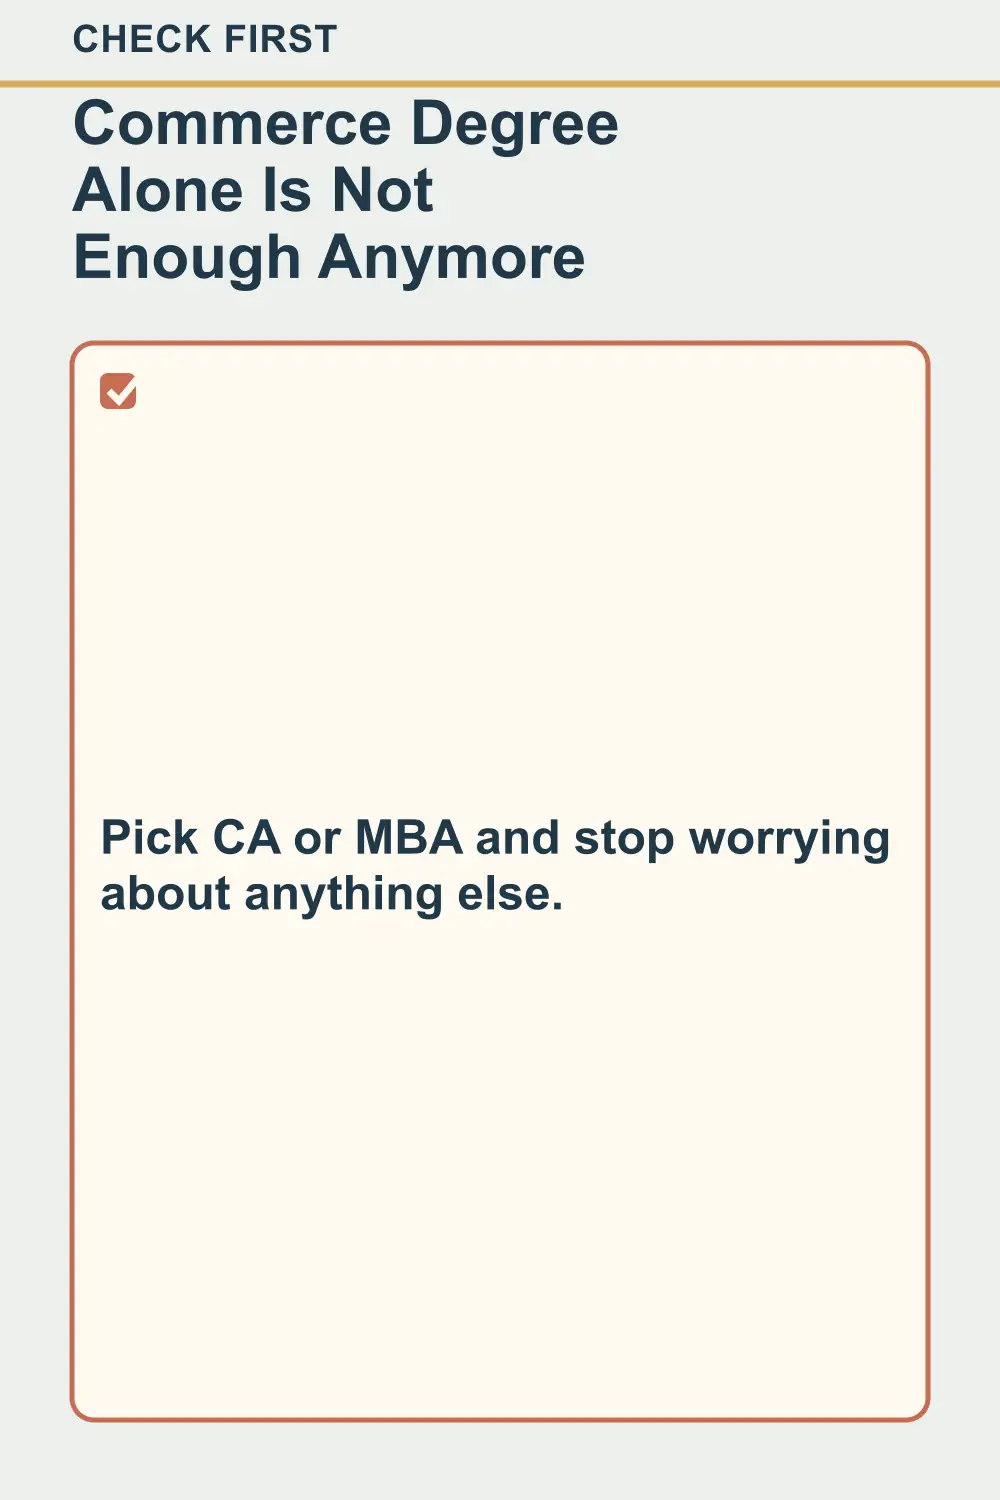 CHECK FIRST
Commerce Degree
Alone Is Not
Enough Anymore
Pick CA or MBA and stop worrying
about anything else.